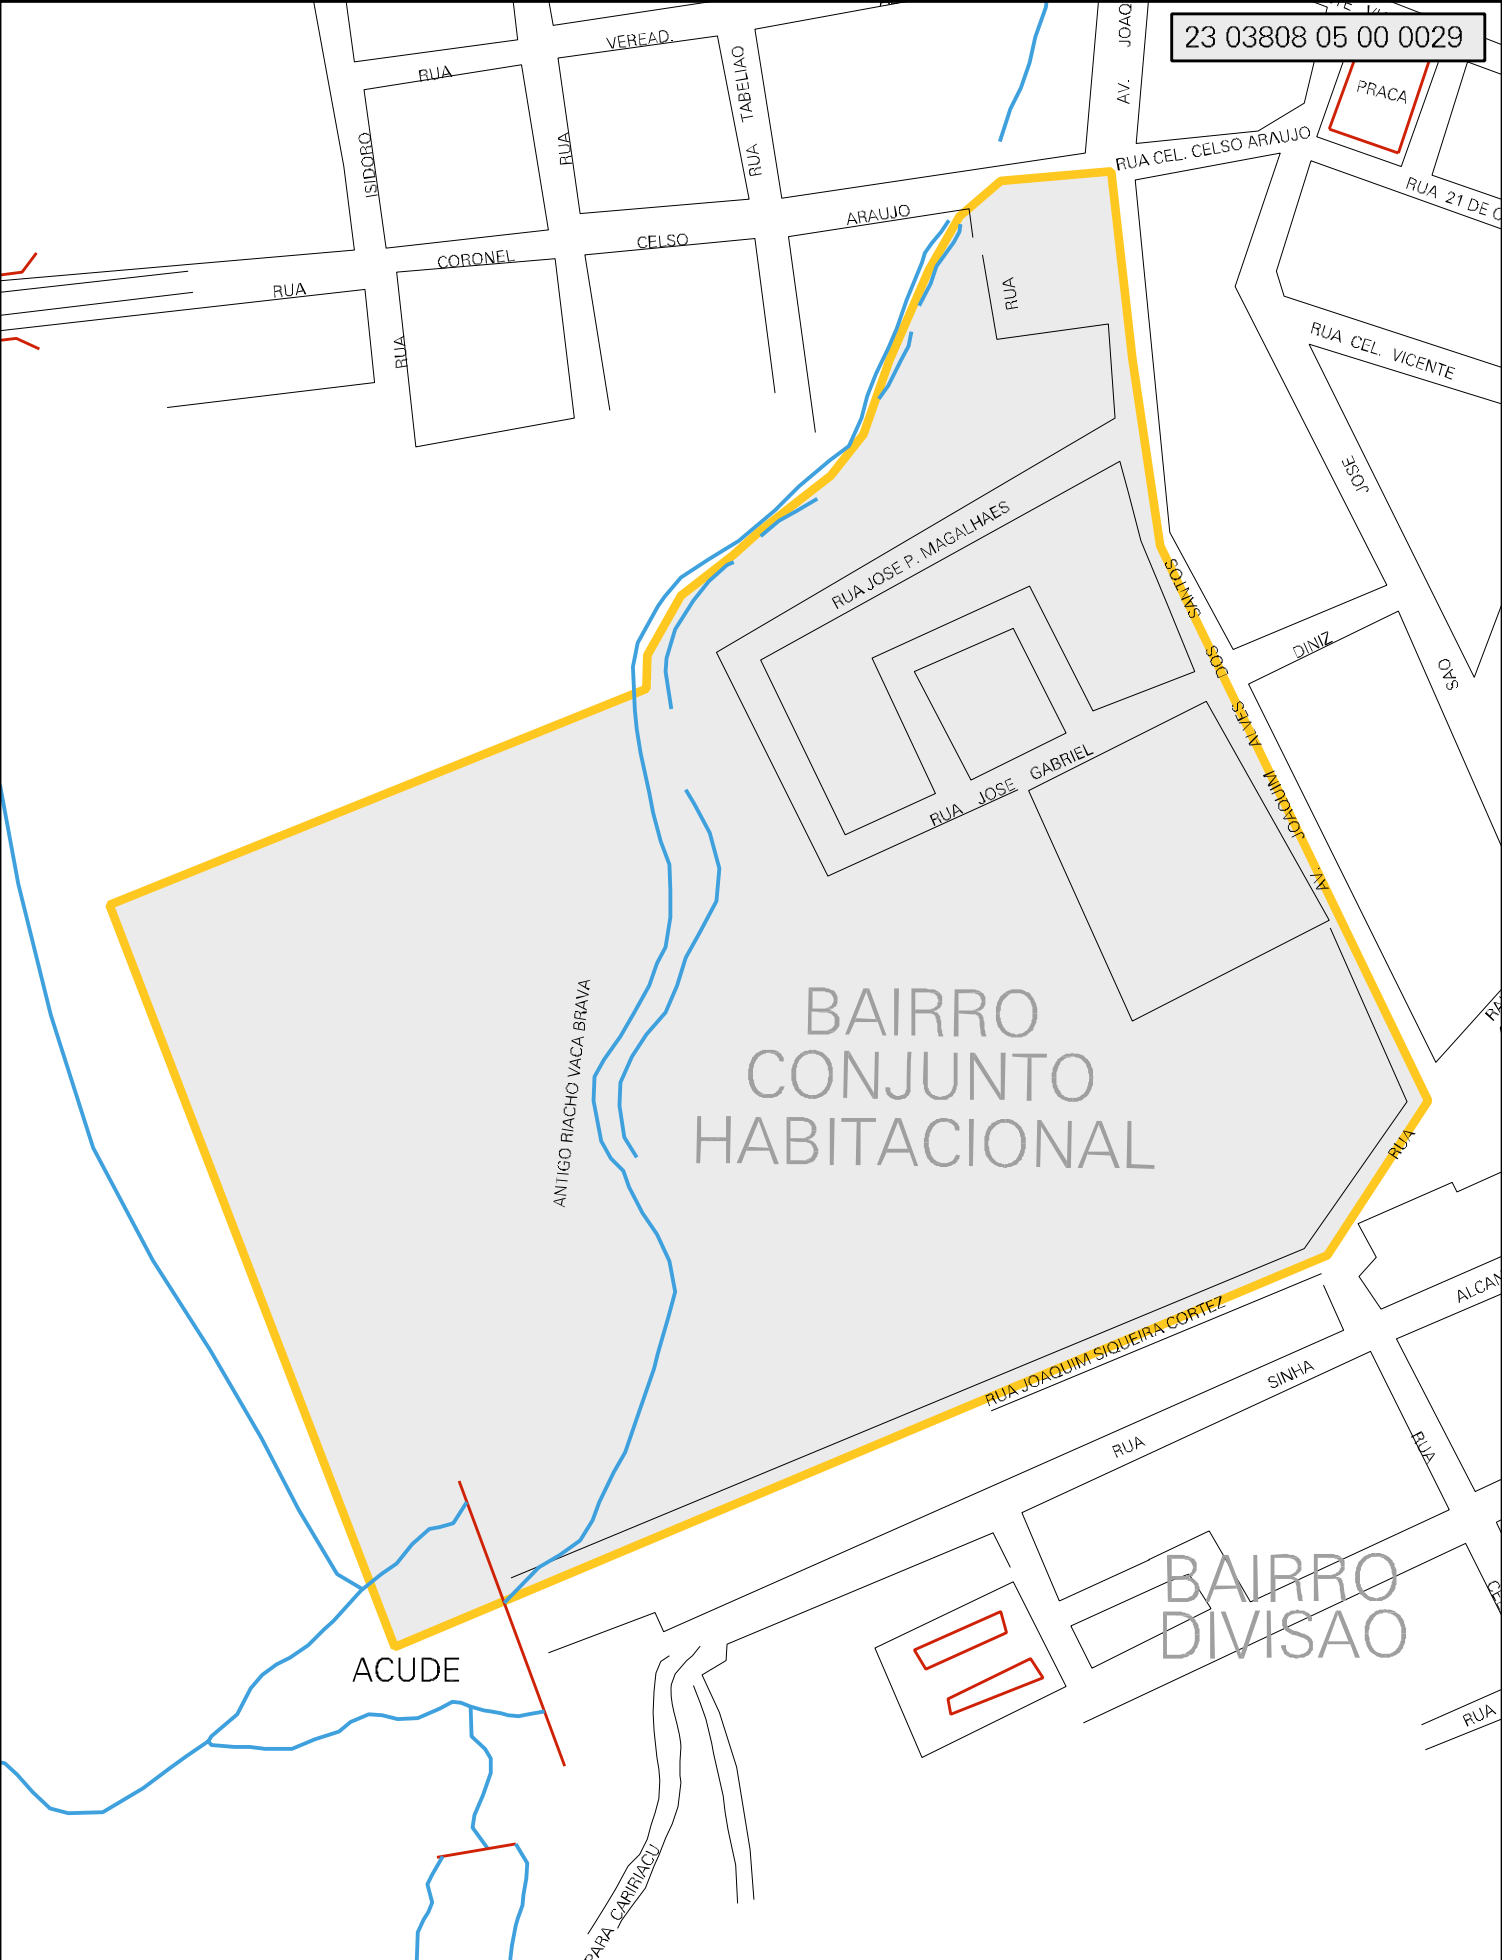 23 03808 05 00 0029
VEREAD.
RUA
RUA TABELIAO
AV. JOAQ
PRACA
ISIDORO
RUA
RUA CEL. CELSO ARAUJO
RUA 21 DE
ARAUJO
CELSO
CORONEL
RUA
RUA
RUA
RUA CEL. VICENTE
JOSE
RUA JOSE P. MAGALHAES
AV. JOAQUIM ALVES DOS SANTOS
DINIZ
SAO
RUA JOSE GABRIEL
ANTIGO RIACHO VACA BRAVA
BAIRRO
CONJUNTO
HABITACIONAL
RUA
ALCAN
RUA JOAQUIM SIQUEIRA CORTEZ
SINHA
RUA
RUA
BAIRRO
DIVISAO
ACUDE
RUA
PARA CARIRIACU